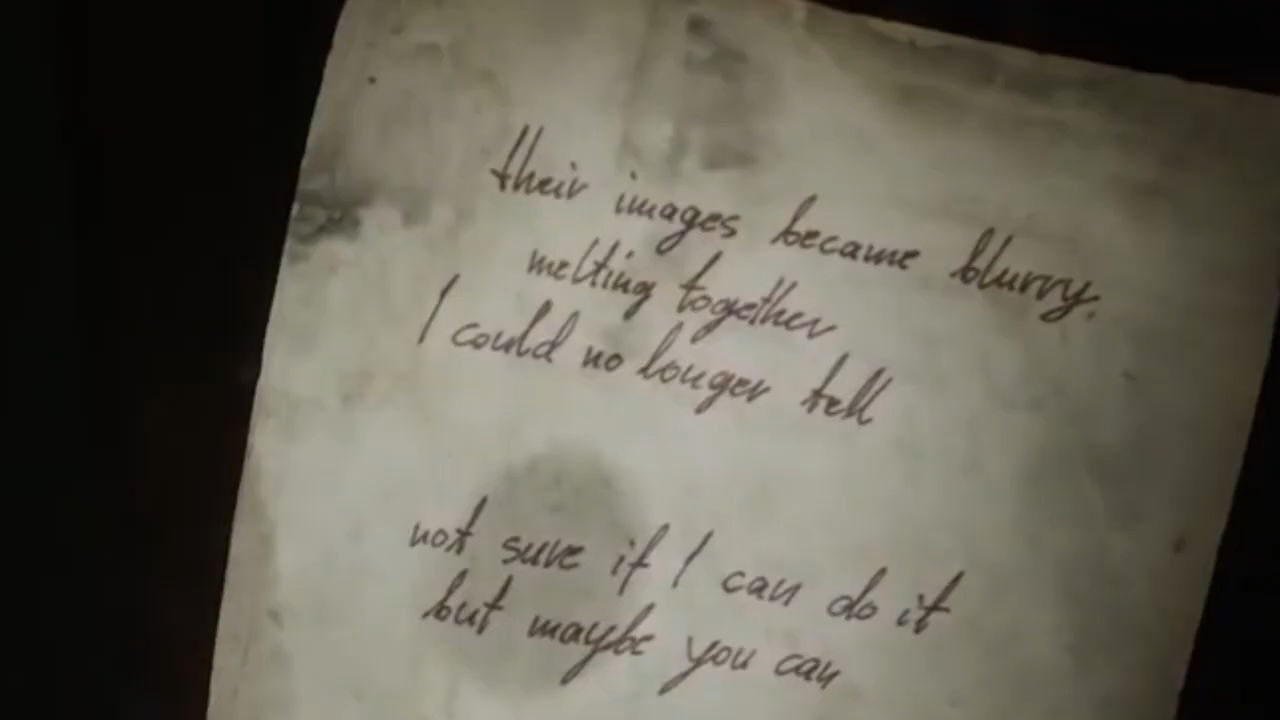 their images became blurry.
melting together
I could no longer tell
not sure if I can do it
but maybe you can